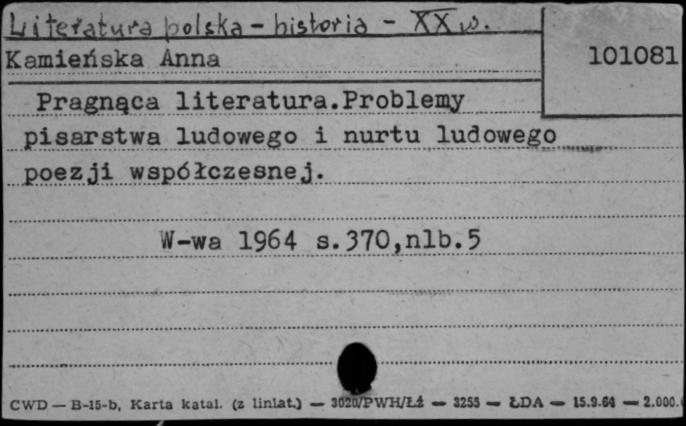 Literatura polska - historia - XX w.
Kamieńska Anna
101081
Pragnąca literatura.Problemy
pisarstwa ludowego i nurtu ludowego
poezji współczesnej.
W-wa 1964 s.370,nlb.5
CWD — B-15-b, Karta katal. (z liniat.) — 3020/PWH/Łź — 3255 — ŁDA — 15.9.64 — 2.000.